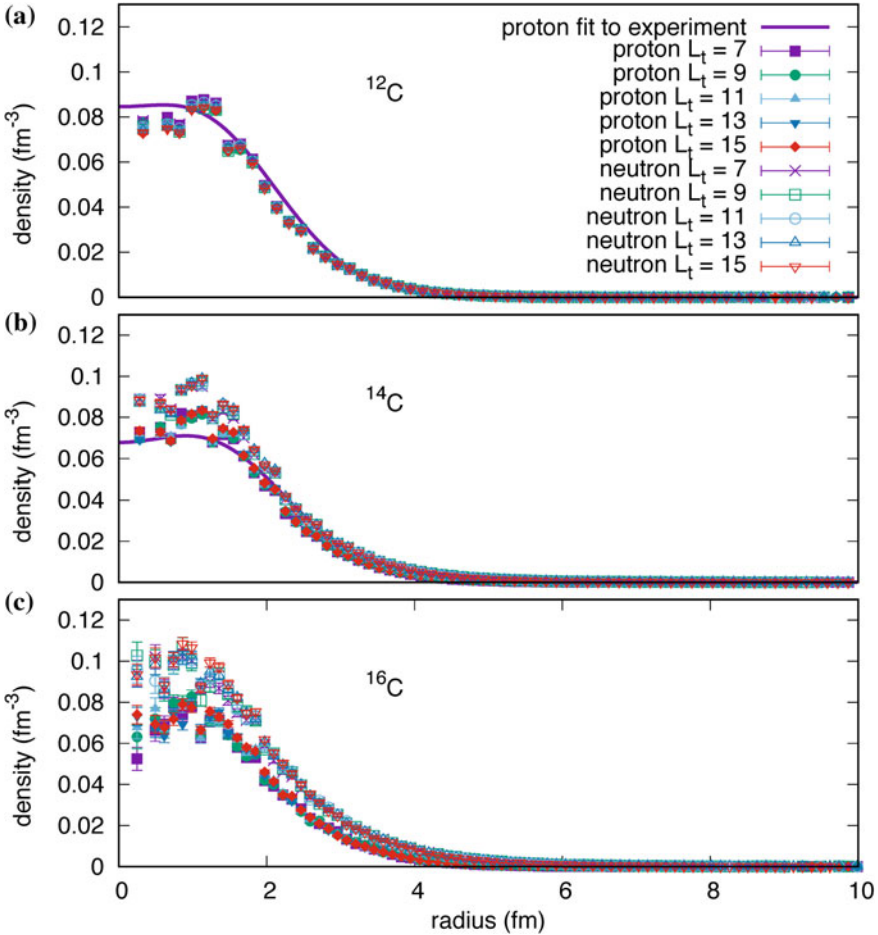 (a)
0.12
0.1
0.08
0.06
0.04
0.02
0
density (fm⁻³)
¹²C
proton fit to experiment
proton Lₜ = 7
proton Lₜ = 9
proton Lₜ = 11
proton Lₜ = 13
proton Lₜ = 15
neutron Lₜ = 7
neutron Lₜ = 9
neutron Lₜ = 11
neutron Lₜ = 13
neutron Lₜ = 15
(b)
0.12
0.1
0.08
0.06
0.04
0.02
0
density (fm⁻³)
¹⁴C
(c)
0.12
0.1
0.08
0.06
0.04
0.02
0
density (fm⁻³)
¹⁶C
0 2 4 6 8 10
radius (fm)